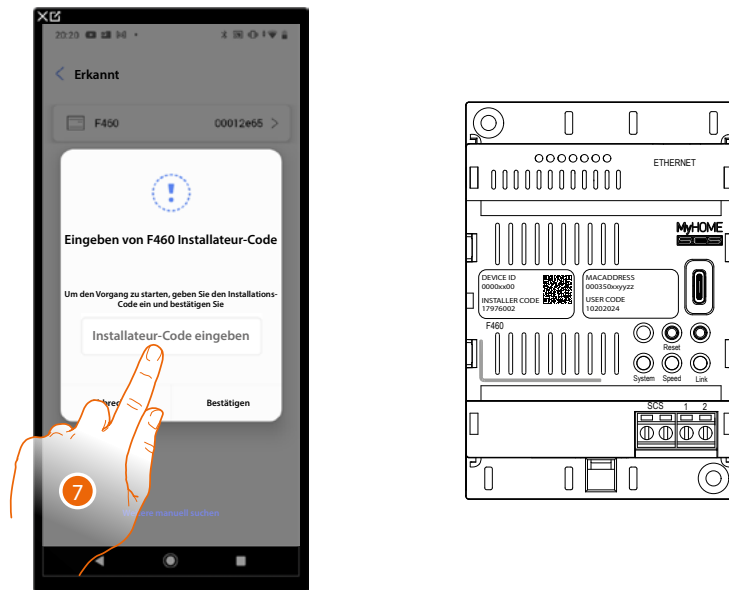 20:20
Erkannt
F460 00012e65 >
Eingeben von F460 Installateur-Code
Um den Vorgang zu starten, geben Sie den Installations-
Code ein und bestätigen Sie
Installateur-Code eingeben
Bestätigen
manuell suchen
7
ETHERNET
MyHOME
SCS
DEVICE ID
0000xx00
INSTALLER CODE
17976002
MACADDRESS
000350xxyyzz
USER CODE
10202024
F460
Reset
System Speed Link
SCS 1 2